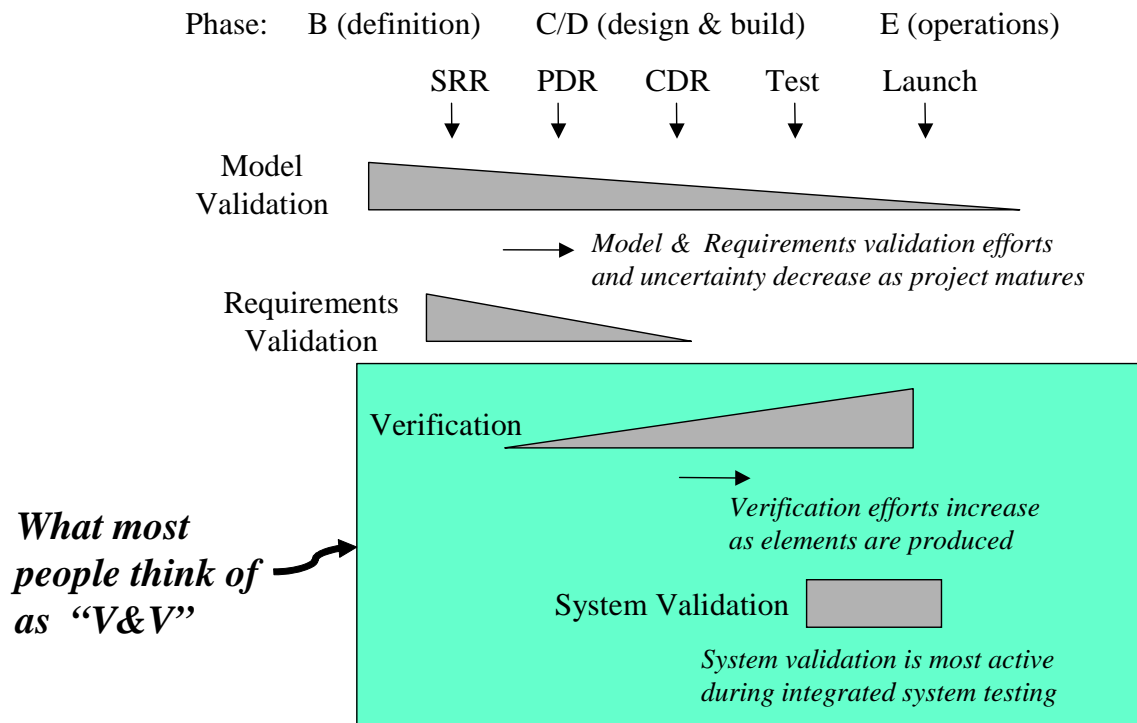 Phase: B (definition) C/D (design & build) E (operations)
SRR PDR CDR Test Launch
Model
Validation
Model & Requirements validation efforts
and uncertainty decrease as project matures
Requirements
Validation
Verification
Verification efforts increase
as elements are produced
What most
people think of
as “V&V”
System Validation
System validation is most active
during integrated system testing